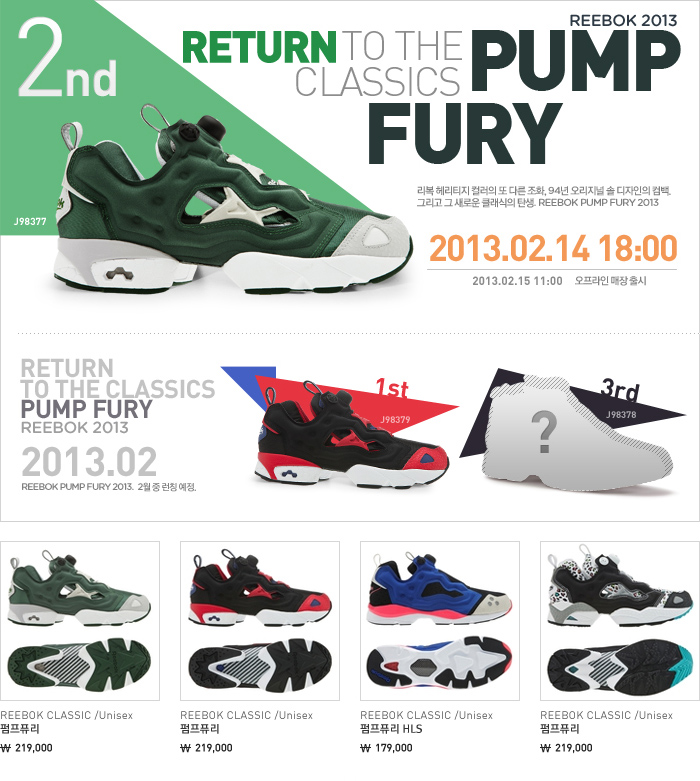 2nd
REEBOK 2013
RETURN TO THE PUMP
CLASSICS
FURY
리복 헤리티지 컬러의 또 다른 조화, 94년 오리지널 솔 디자인의 컴백.
그리고 그 새로운 클래식의 탄생. REEBOK PUMP FURY 2013
J98377
2013.02.14 18:00
2013.02.15 11:00 오프라인 매장 출시
RETURN
TO THE CLASSICS
PUMP FURY
REEBOK 2013
2013.02
REEBOK PUMP FURY 2013. 2월 중 런칭 예정.
1st
J98379
3rd
J98378
?
REEBOK CLASSIC /Unisex
펌프퓨리
₩ 219,000
REEBOK CLASSIC /Unisex
펌프퓨리
₩ 219,000
REEBOK CLASSIC /Unisex
펌프퓨리 HLS
₩ 179,000
REEBOK CLASSIC /Unisex
펌프퓨리
₩ 219,000